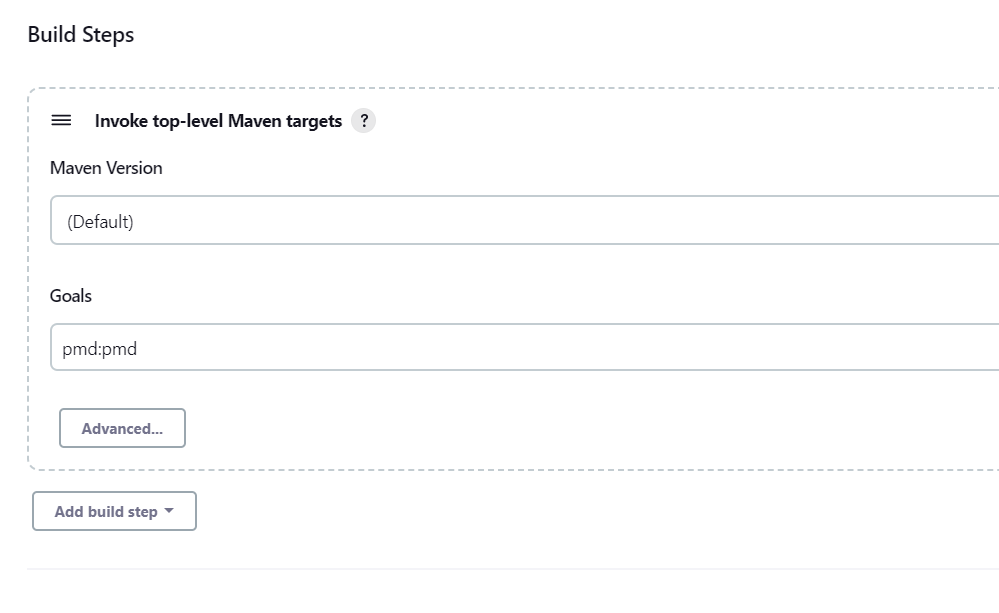 Build Steps
Invoke top-level Maven targets ?
Maven Version
(Default)
Goals
pmd:pmd
Advanced...
Add build step